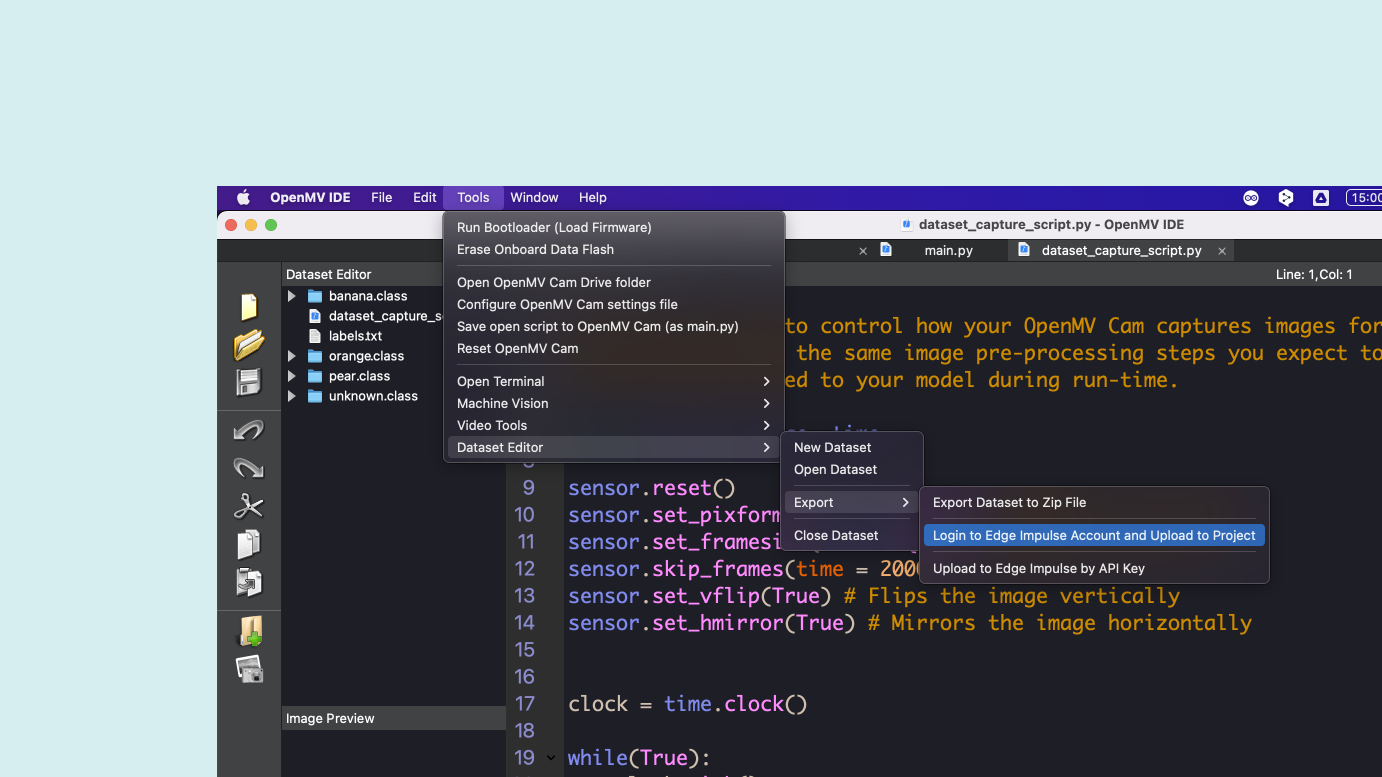 OpenMV IDE File Edit Tools Window Help 15:00
dataset_capture_script.py - OpenMV IDE
main.py dataset_capture_script.py
Dataset Editor
Line: 1,Col: 1
banana.class
dataset_capture_s
labels.txt
orange.class
pear.class
unknown.class
Image Preview
Run Bootloader (Load Firmware)
Erase Onboard Data Flash
Open OpenMV Cam Drive folder
Configure OpenMV Cam settings file
Save open script to OpenMV Cam (as main.py)
Reset OpenMV Cam
Open Terminal
Machine Vision
Video Tools
Dataset Editor
New Dataset
Open Dataset
Export
Close Dataset
Export Dataset to Zip File
Login to Edge Impulse Account and Upload to Project
Upload to Edge Impulse by API Key
to control how your OpenMV Cam captures images for
the same image pre-processing steps you expect to
ed to your model during run-time.
time
8
9 sensor.reset()
10 sensor.set_pixform
11 sensor.set_framesi
12 sensor.skip_frames(time = 200
13 sensor.set_vflip(True) # Flips the image vertically
14 sensor.set_hmirror(True) # Mirrors the image horizontally
15
16
17 clock = time.clock()
18
19 while(True):